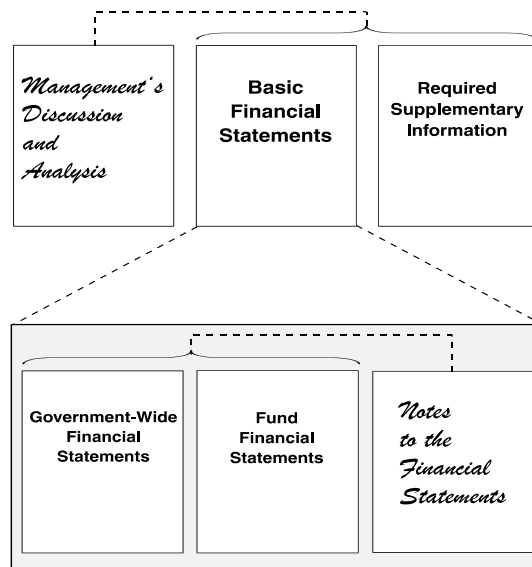 Management's
Discussion
and
Analysis
Basic
Financial
Statements
Required
Supplementary
Information
Government-Wide
Financial
Statements
Fund
Financial
Statements
Notes
to the
Financial
Statements